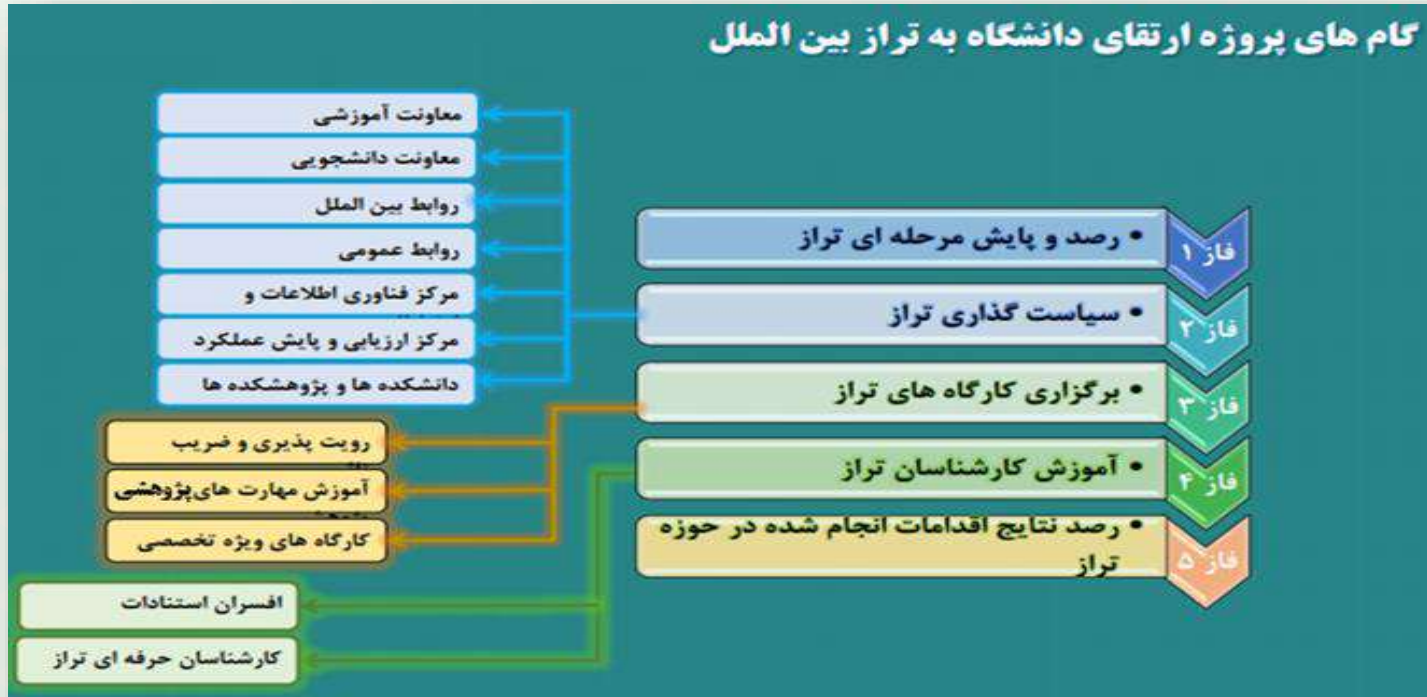 گام های پروژه ارتقای دانشگاه به تراز بین الملل
فاز ۱
• رصد و پایش مرحله ای تراز
فاز ۲
• سیاست گذاری تراز
معاونت آموزشی
معاونت دانشجویی
روابط بین الملل
روابط عمومی
مرکز فناوری اطلاعات و
مرکز ارزیابی و پایش عملکرد
دانشکده ها و پژوهشکده ها
فاز ۳
• برگزاری کارگاه های تراز
رویت پذیری و ضریب
آموزش مهارت های پژوهشی
کارگاه های ویژه تخصصی
فاز ۴
• آموزش کارشناسان تراز
افسران استنادات
کارشناسان حرفه ای تراز
فاز ۵
• رصد نتایج اقدامات انجام شده در حوزه
تراز